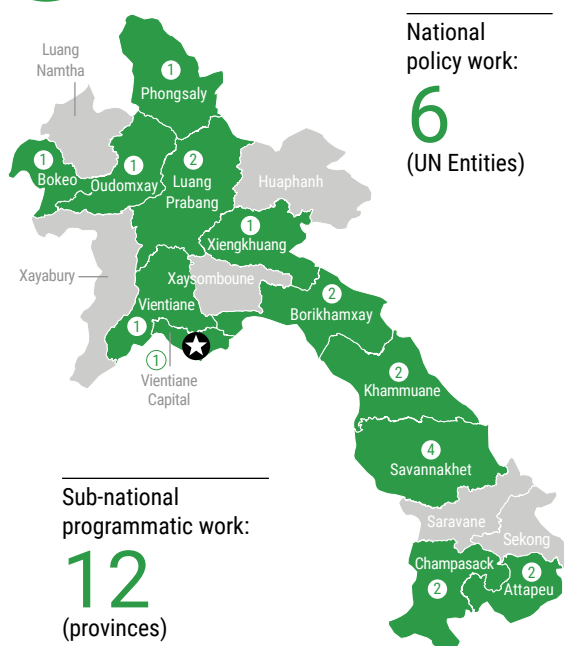 National
policy work:
6
(UN Entities)
Luang
Namtha
1
Phongsaly
1
Bokeo
1
Oudomxay
2
Luang
Prabang
Huaphanh
1
Xiengkhuang
Xayabury
Xaysomboune
Vientiane
1
2
Borikhamxay
1
Vientiane
Capital
2
Khammuane
4
Savannakhet
Saravane
Sekong
Champasack
2
2
Attapeu
Sub-national
programmatic work:
12
(provinces)